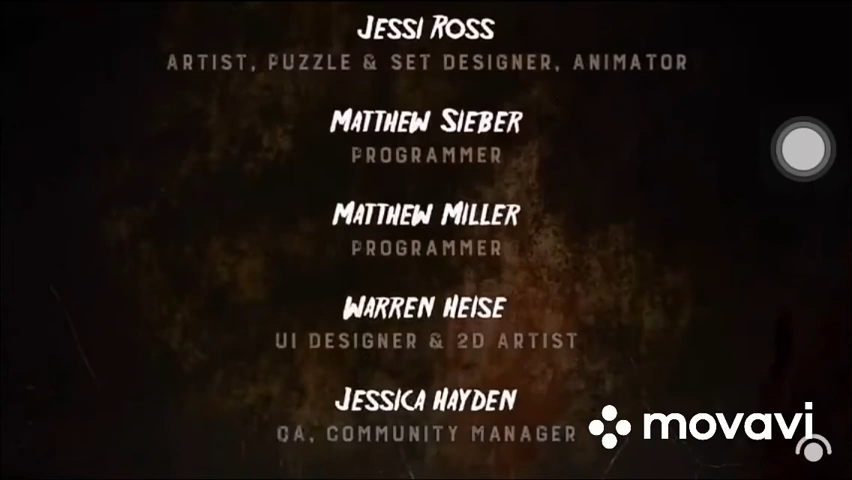 JESSI ROSS
ARTIST, PUZZLE & SET DESIGNER, ANIMATOR
MATTHEW SIEBER
PROGRAMMER
MATTHEW MILLER
PROGRAMMER
WARREN HEISE
UI DESIGNER & 2D ARTIST
JESSICA HAYDEN
QA, COMMUNITY MANAGER
movavi